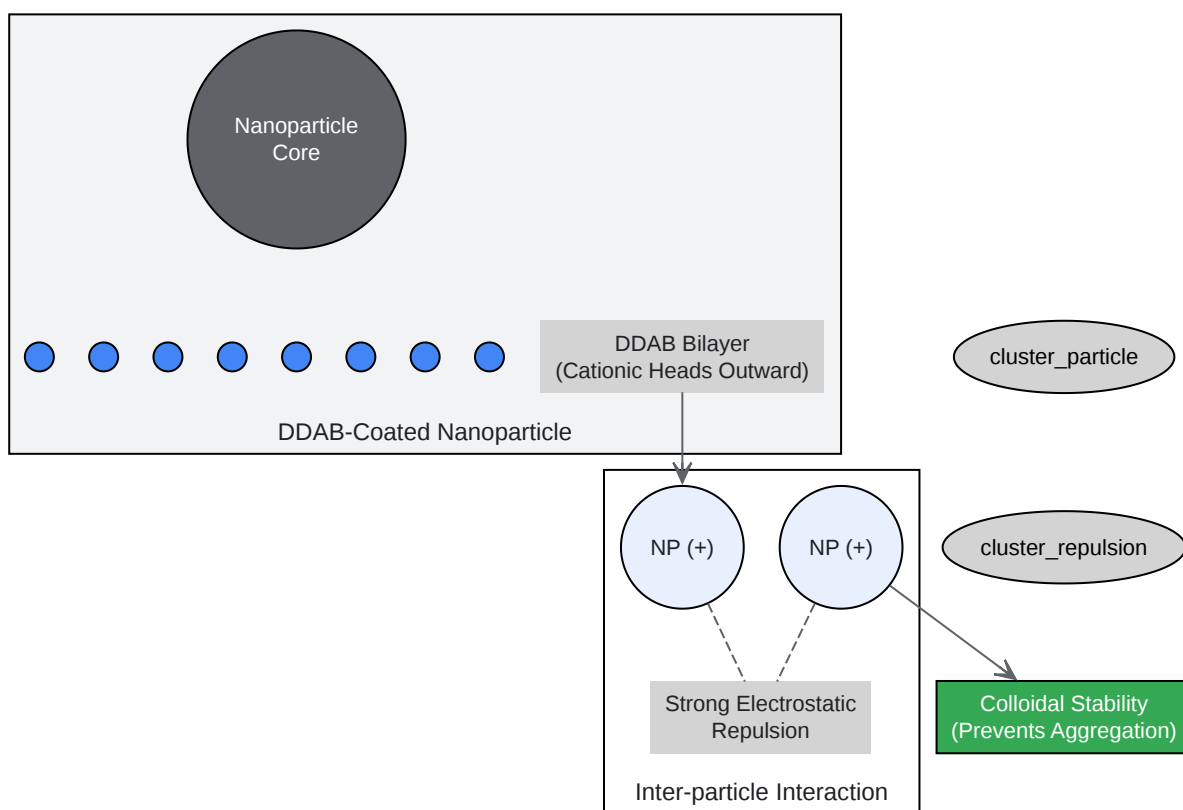 Nanoparticle
Core
DDAB Bilayer
(Cationic Heads Outward)
cluster_particle
DDAB-Coated Nanoparticle
NP (+)
NP (+)
cluster_repulsion
Strong Electrostatic
Repulsion
Colloidal Stability
(Prevents Aggregation)
Inter-particle Interaction